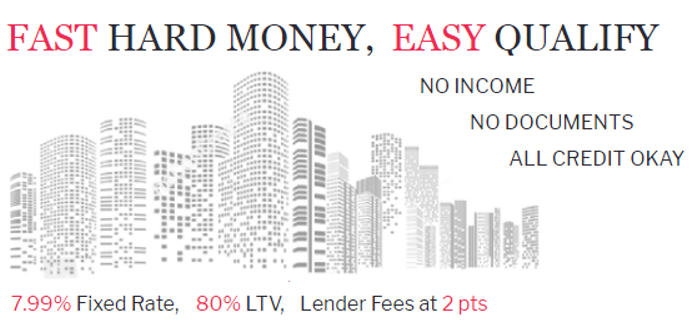 FAST HARD MONEY, EASY QUALIFY
NO INCOME
NO DOCUMENTS
ALL CREDIT OKAY
7.99% Fixed Rate, 80% LTV, Lender Fees at 2 pts